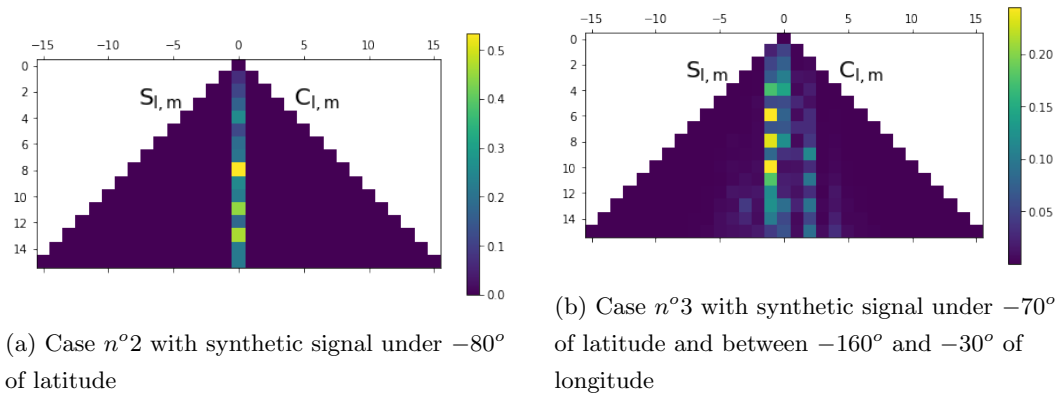 −15 −10 −5 0 5 10 15
0
2
4
6
8
10
12
14
S_{l, m} C_{l, m}
0.5
0.4
0.3
0.2
0.1
0.0
(a) Case n^o2 with synthetic signal under −80^o
of latitude
−15 −10 −5 0 5 10 15
0
2
4
6
8
10
12
14
S_{l, m} C_{l, m}
0.20
0.15
0.10
0.05
(b) Case n^o3 with synthetic signal under −70^o
of latitude and between −160^o and −30^o of
longitude